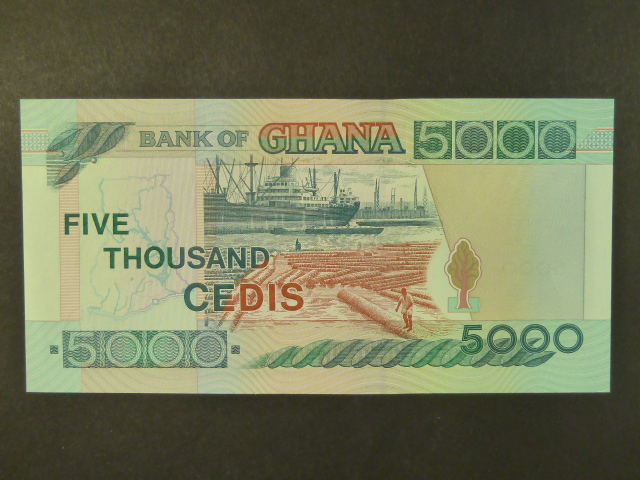 BANK OF GHANA 5000
FIVE
THOUSAND
CEDIS
5000
5000